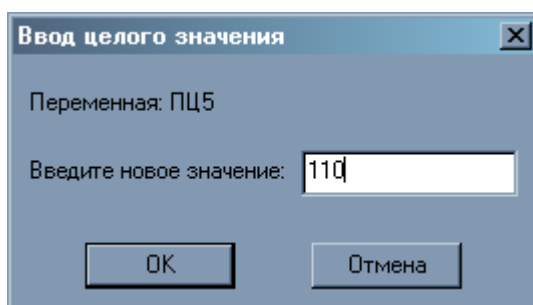 Ввод целого значения
Переменная: ПЦ5
Введите новое значение: 110
OK Отмена